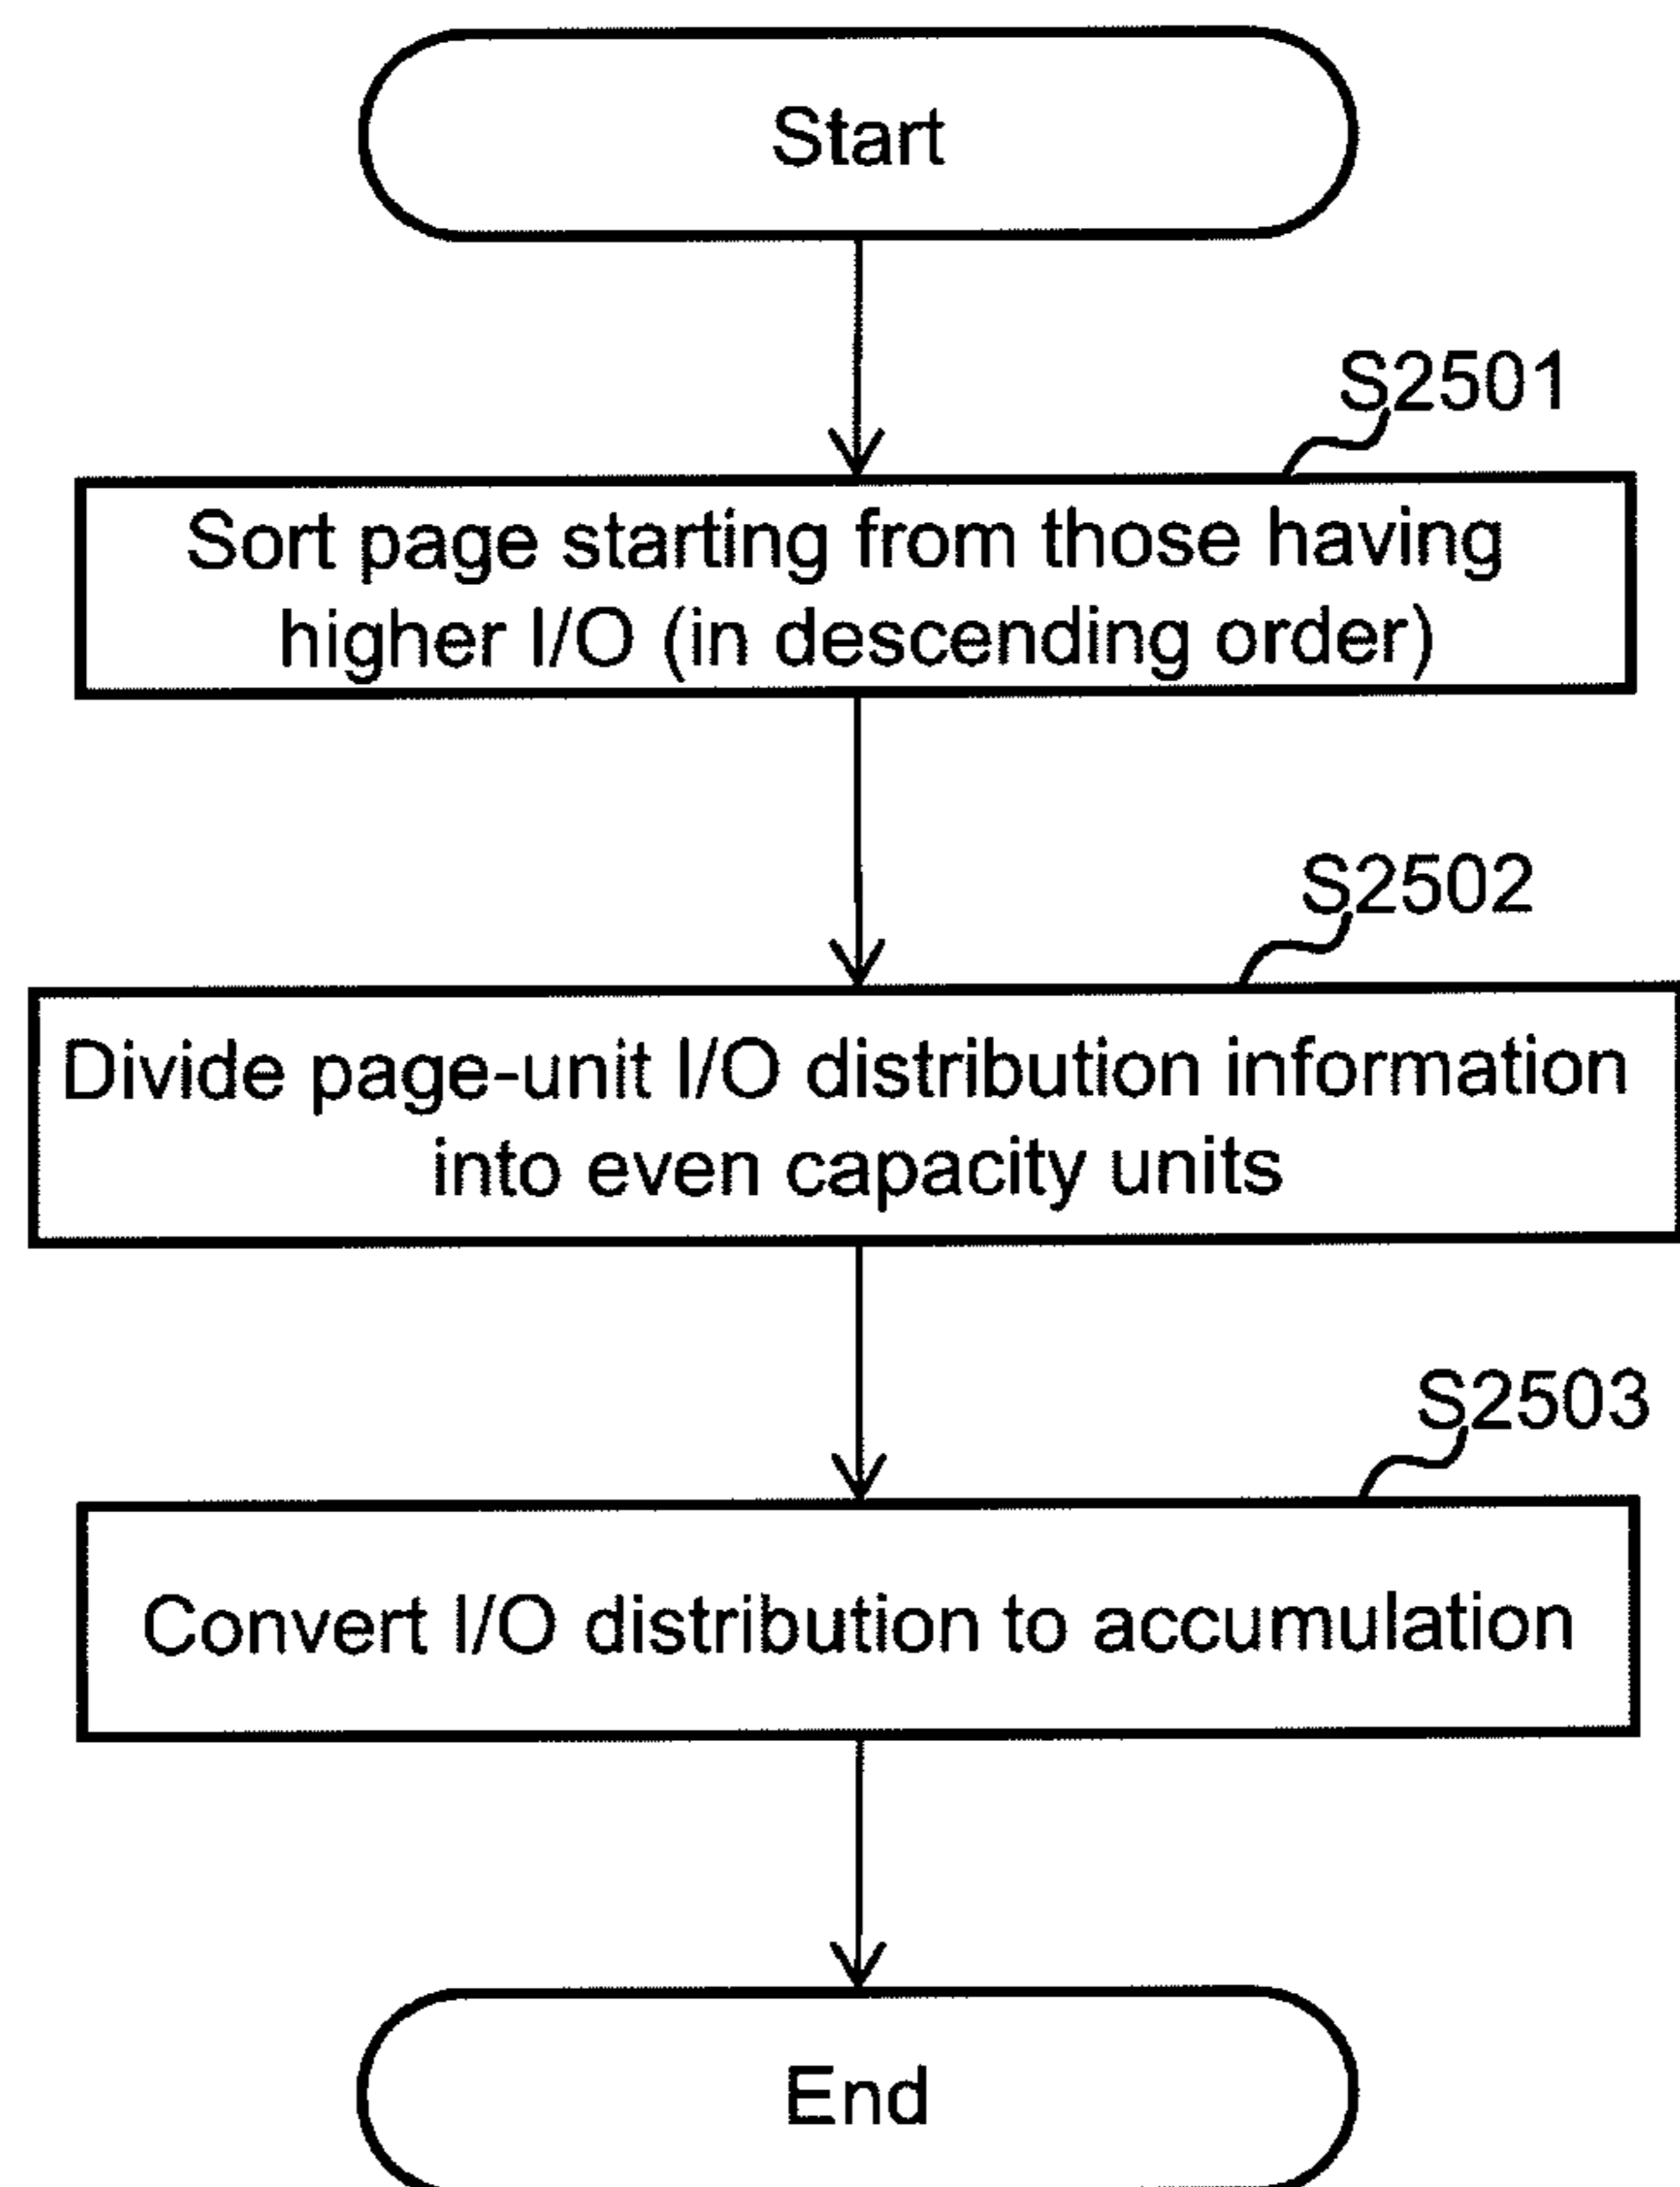 Start
S2501
Sort page starting from those having
higher I/O (in descending order)
S2502
Divide page-unit I/O distribution information
into even capacity units
S2503
Convert I/O distribution to accumulation
End